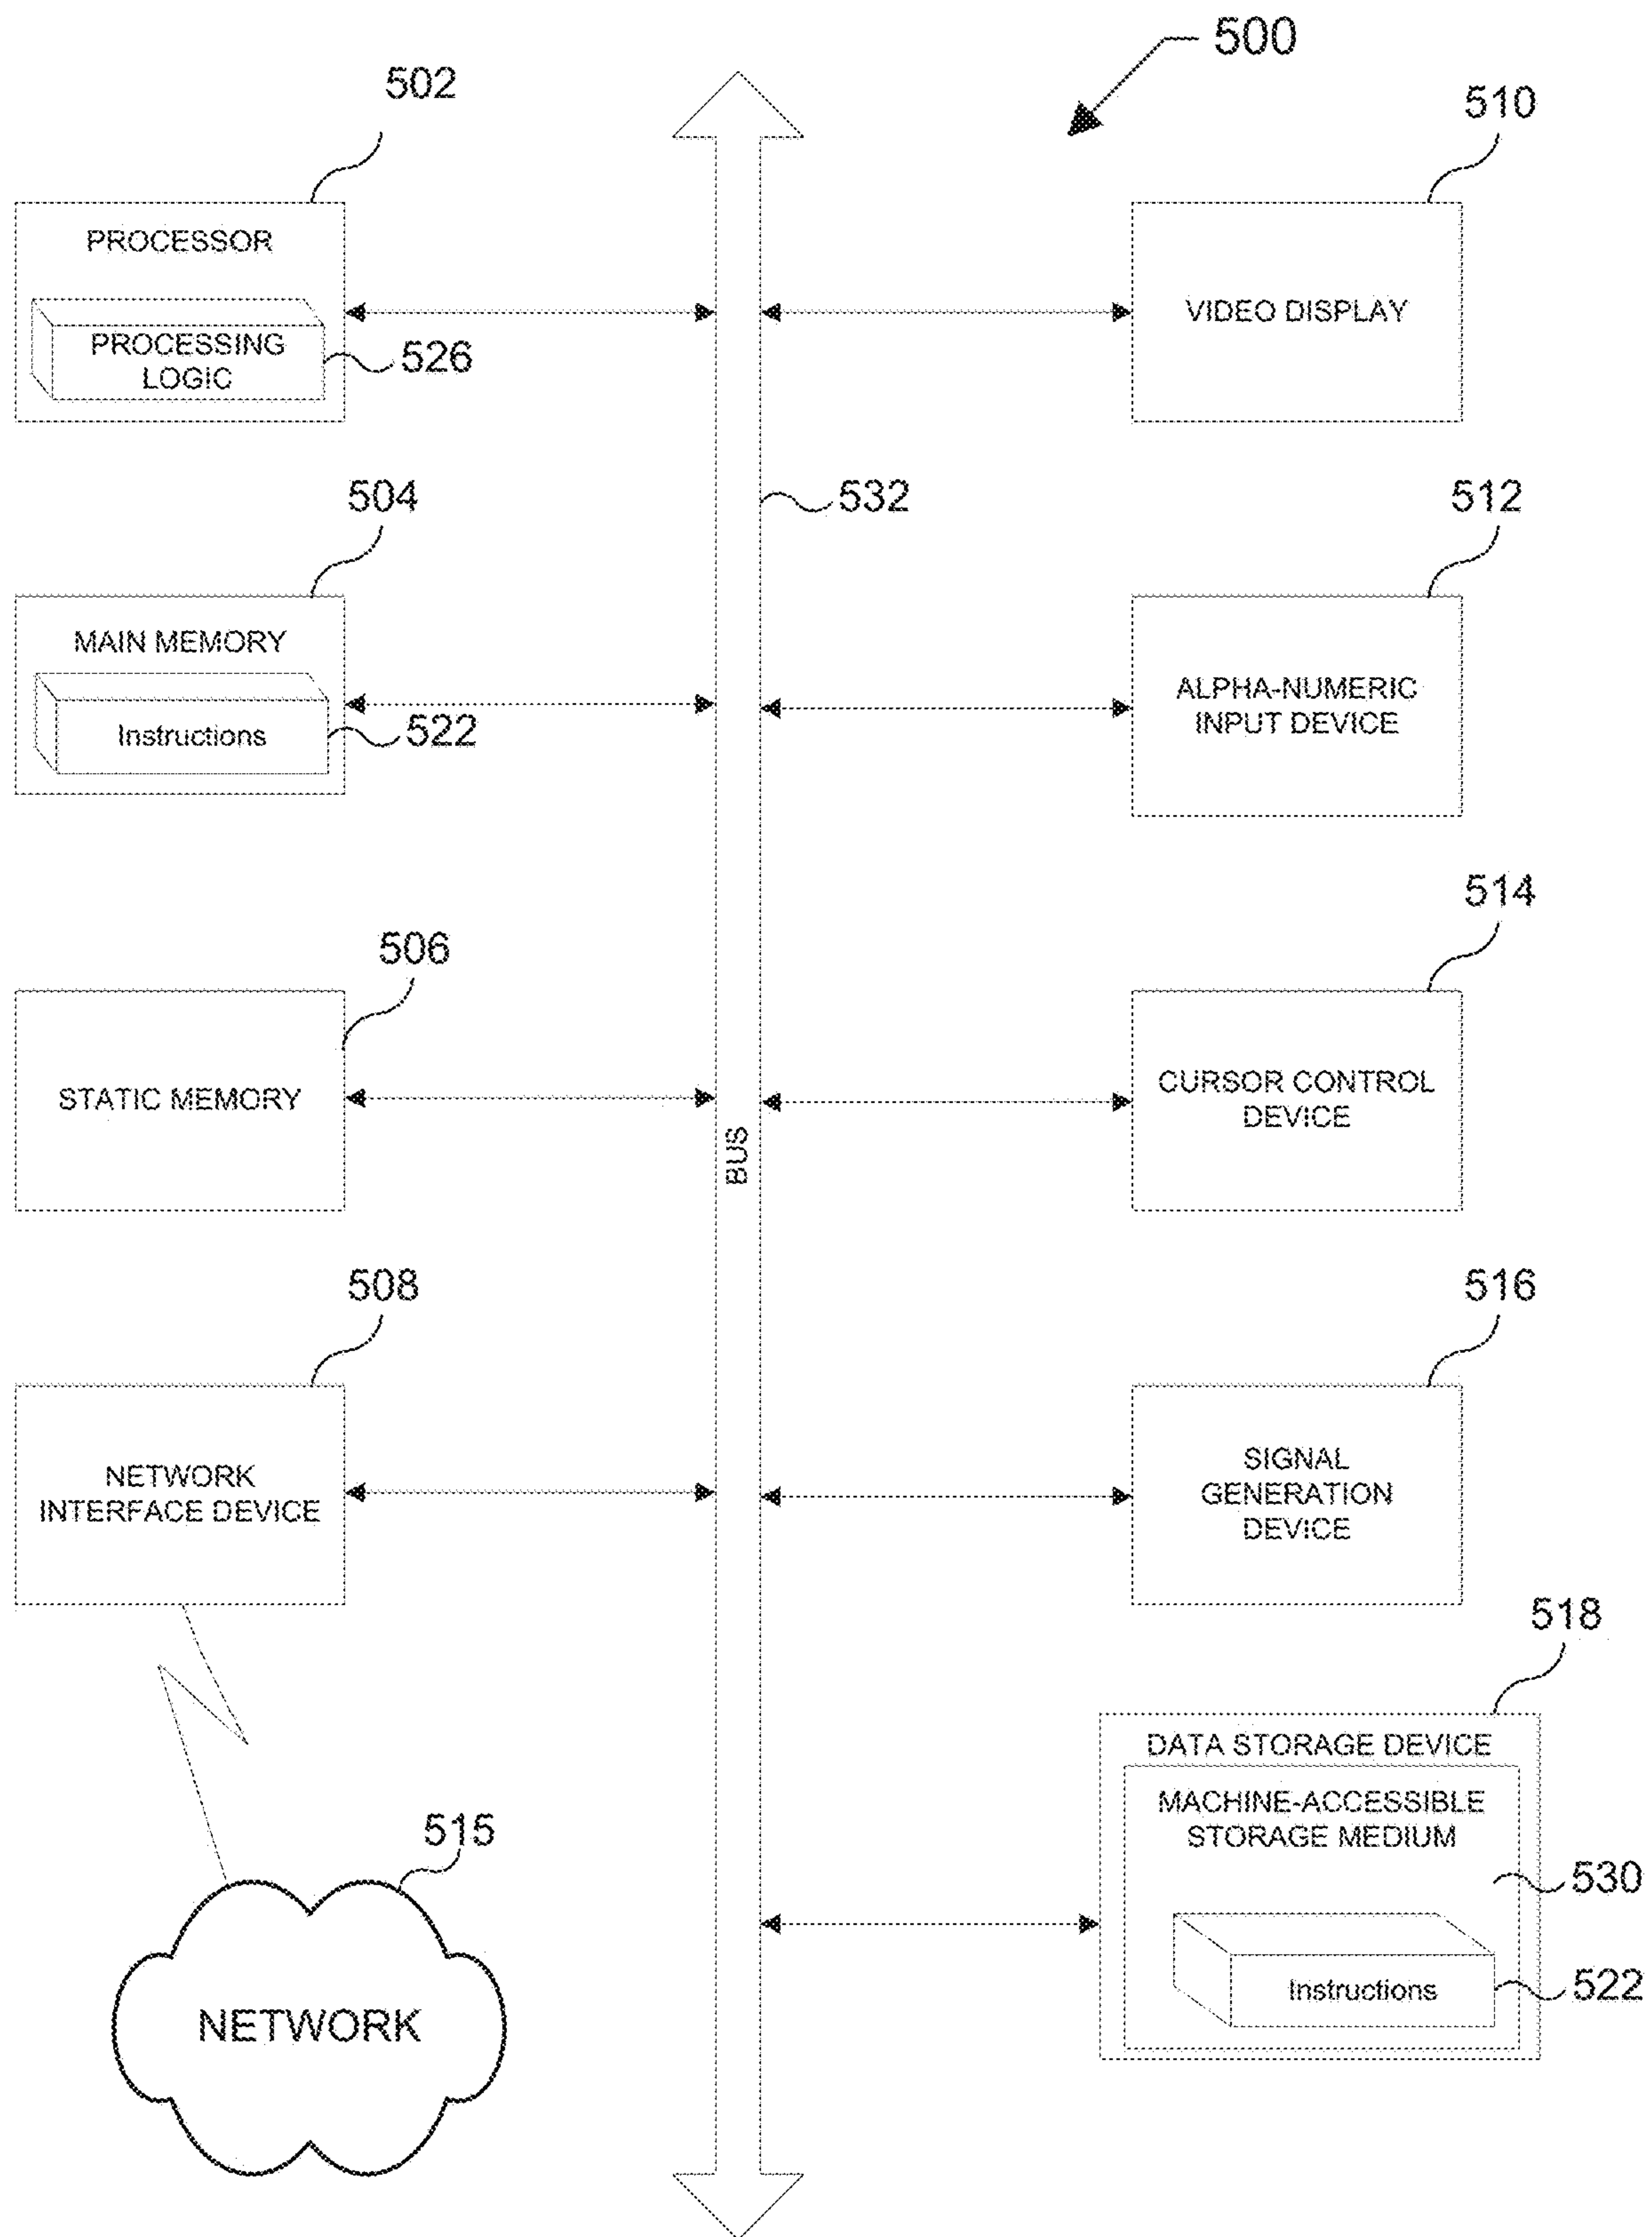 500
502
510
PROCESSOR
PROCESSING
LOGIC
526
VIDEO DISPLAY
504
532
512
MAIN MEMORY
Instructions
522
ALPHA-NUMERIC
INPUT DEVICE
506
514
STATIC MEMORY
CURSOR CONTROL
DEVICE
BUS
508
516
NETWORK
INTERFACE DEVICE
SIGNAL
GENERATION
DEVICE
518
DATA STORAGE DEVICE
MACHINE-ACCESSIBLE
STORAGE MEDIUM
515
530
Instructions
522
NETWORK